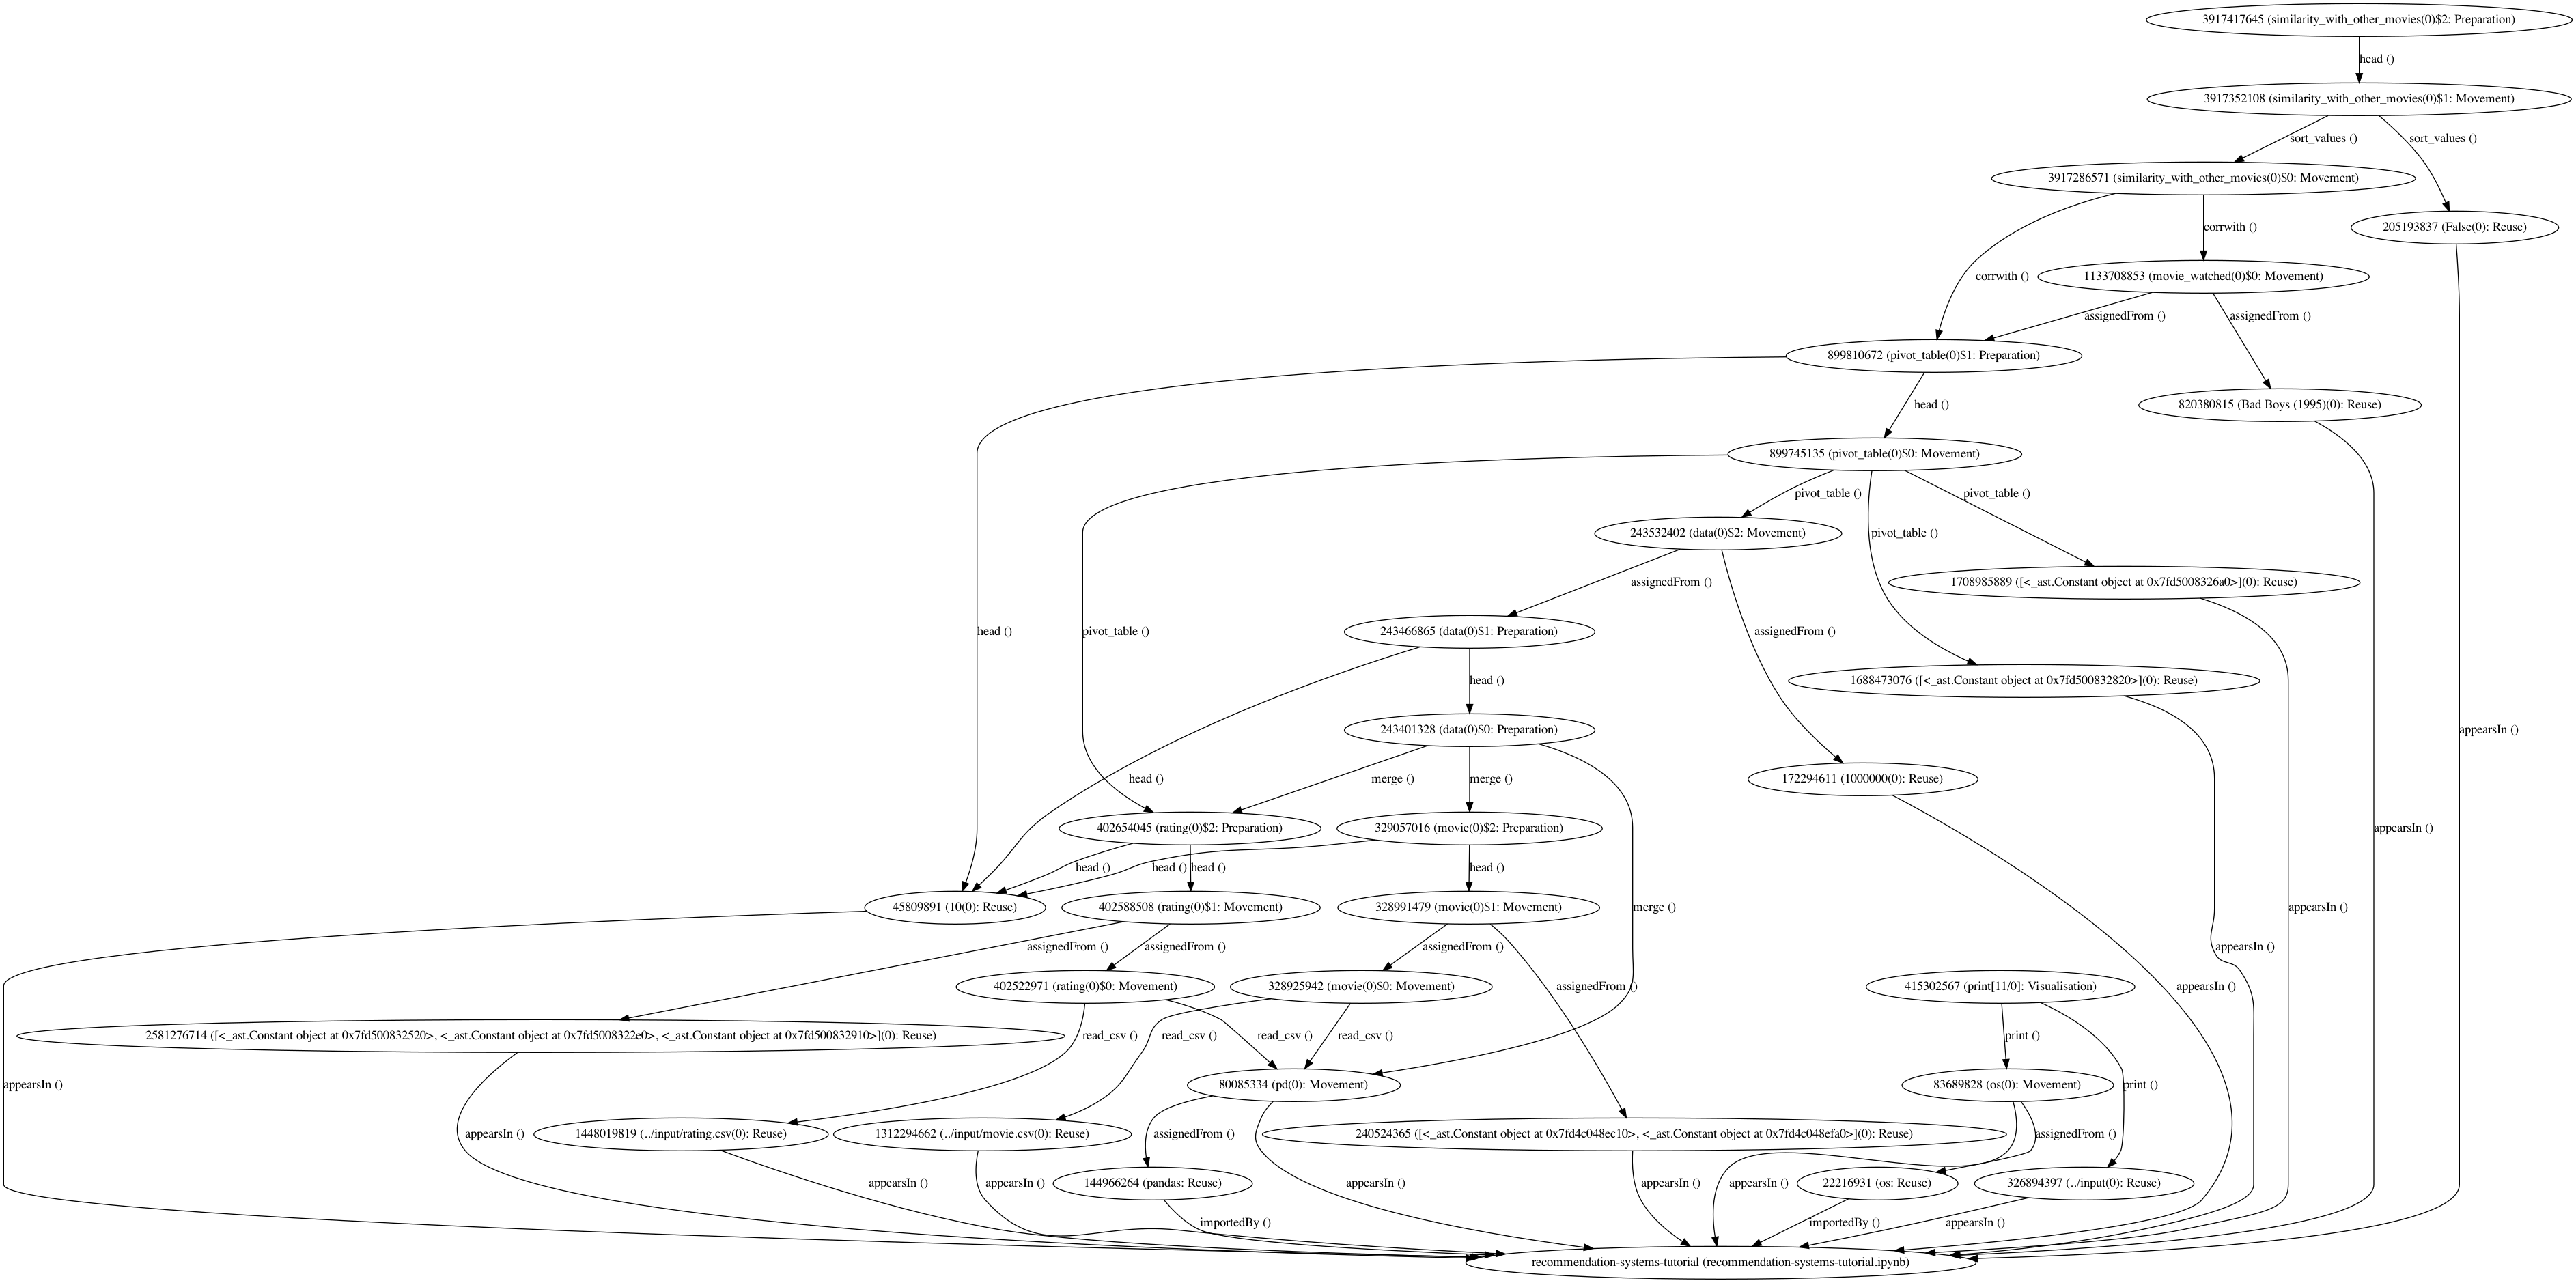 3917417645 (similarity_with_other_movies(0)$2: Preparation)
head ()
3917352108 (similarity_with_other_movies(0)$1: Movement)
sort_values ()
sort_values ()
3917286571 (similarity_with_other_movies(0)$0: Movement)
205193837 (False(0): Reuse)
corrwith ()
corrwith ()
1133708853 (movie_watched(0)$0: Movement)
assignedFrom ()
assignedFrom ()
899810672 (pivot_table(0)$1: Preparation)
head ()
820380815 (Bad Boys (1995)(0): Reuse)
899745135 (pivot_table(0)$0: Movement)
pivot_table ()
pivot_table ()
243532402 (data(0)$2: Movement)
pivot_table ()
assignedFrom ()
1708985889 ([<_ast.Constant object at 0x7fd5008326a0>](0): Reuse)
head ()
pivot_table ()
243466865 (data(0)$1: Preparation)
assignedFrom ()
head ()
1688473076 ([<_ast.Constant object at 0x7fd500832820>](0): Reuse)
243401328 (data(0)$0: Preparation)
appearsIn ()
head ()
merge ()
merge ()
172294611 (1000000(0): Reuse)
402654045 (rating(0)$2: Preparation)
329057016 (movie(0)$2: Preparation)
appearsIn ()
head ()
head ()
head ()
head ()
45809891 (10(0): Reuse)
402588508 (rating(0)$1: Movement)
328991479 (movie(0)$1: Movement)
merge ()
appearsIn ()
assignedFrom ()
assignedFrom ()
assignedFrom ()
appearsIn ()
402522971 (rating(0)$0: Movement)
328925942 (movie(0)$0: Movement)
assignedFrom ()
415302567 (print[11/0]: Visualisation)
appearsIn ()
2581276714 ([<_ast.Constant object at 0x7fd500832520>, <_ast.Constant object at 0x7fd5008322e0>, <_ast.Constant object at 0x7fd500832910>](0): Reuse)
read_csv ()
read_csv ()
read_csv ()
read_csv ()
print ()
appearsIn ()
80085334 (pd(0): Movement)
83689828 (os(0): Movement)
print ()
appearsIn ()
1448019819 (../input/rating.csv(0): Reuse)
1312294662 (../input/movie.csv(0): Reuse)
assignedFrom ()
240524365 ([<_ast.Constant object at 0x7fd4c048ec10>, <_ast.Constant object at 0x7fd4c048efa0>](0): Reuse)
assignedFrom ()
appearsIn ()
appearsIn ()
144966264 (pandas: Reuse)
appearsIn ()
appearsIn ()
appearsIn ()
22216931 (os: Reuse)
326894397 (../input(0): Reuse)
importedBy ()
importedBy ()
appearsIn ()
recommendation-systems-tutorial (recommendation-systems-tutorial.ipynb)